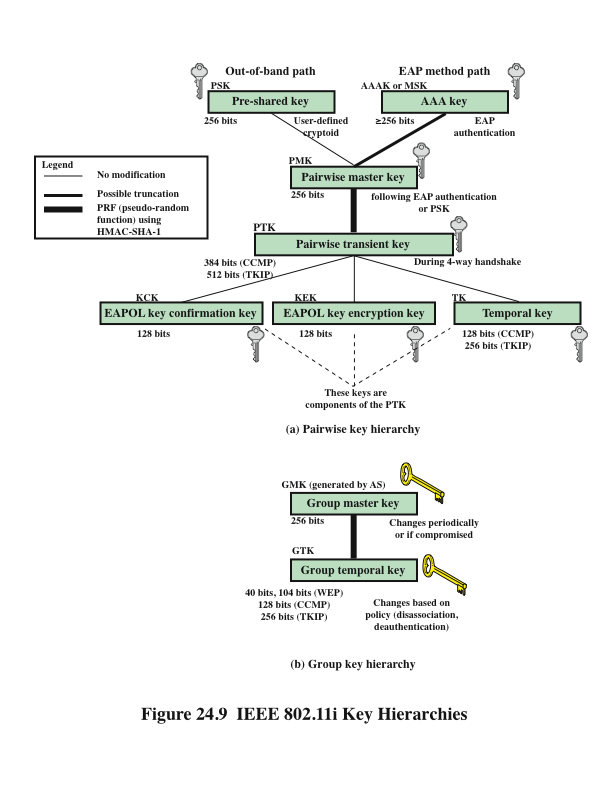 Out-of-band path
EAP method path
PSK
AAAK or MSK
Pre-shared key
AAA key
256 bits
User-defined
cryptoid
≥256 bits
EAP
authentication
Legend
No modification
Possible truncation
PRF (pseudo-random
function) using
HMAC-SHA-1
PMK
Pairwise master key
256 bits
following EAP authentication
or PSK
PTK
Pairwise transient key
384 bits (CCMP)
512 bits (TKIP)
During 4-way handshake
KCK
KEK
TK
EAPOL key confirmation key
EAPOL key encryption key
Temporal key
128 bits
128 bits
128 bits (CCMP)
256 bits (TKIP)
These keys are
components of the PTK
(a) Pairwise key hierarchy
GMK (generated by AS)
Group master key
256 bits
Changes periodically
or if compromised
GTK
Group temporal key
40 bits, 104 bits (WEP)
128 bits (CCMP)
256 bits (TKIP)
Changes based on
policy (disassociation,
deauthentication)
(b) Group key hierarchy
Figure 24.9 IEEE 802.11i Key Hierarchies